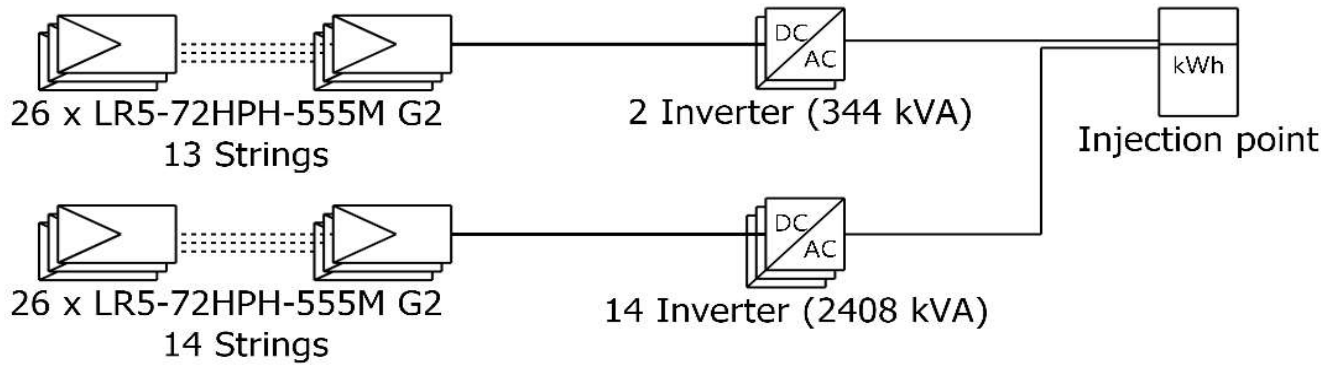 DC
AC
kWh
26 x LR5-72HPH-555M G2
13 Strings
2 Inverter (344 kVA)
Injection point
DC
AC
26 x LR5-72HPH-555M G2
14 Strings
14 Inverter (2408 kVA)